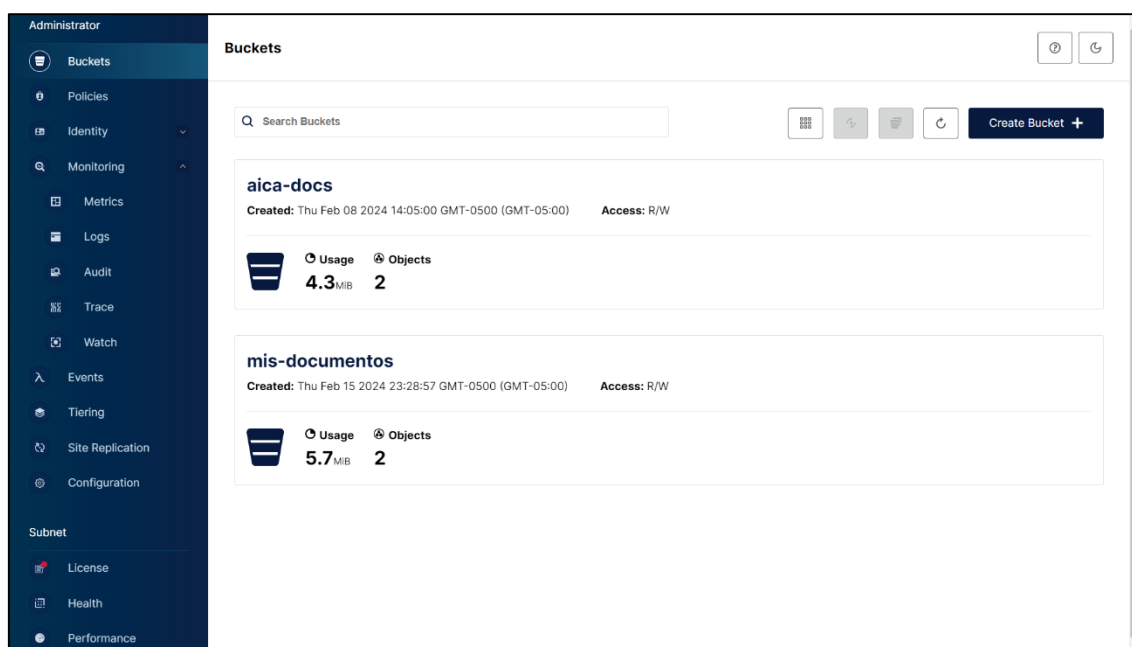 Administrator
Buckets
Policies
Identity
Monitoring
Metrics
Logs
Audit
Trace
Watch
Events
Tiering
Site Replication
Configuration
Subnet
License
Health
Performance
Buckets
Search Buckets
Create Bucket +
aica-docs
Created: Thu Feb 08 2024 14:05:00 GMT-0500 (GMT-05:00) Access: R/W
Usage Objects
4.3MiB 2
mis-documentos
Created: Thu Feb 15 2024 23:28:57 GMT-0500 (GMT-05:00) Access: R/W
Usage Objects
5.7MiB 2